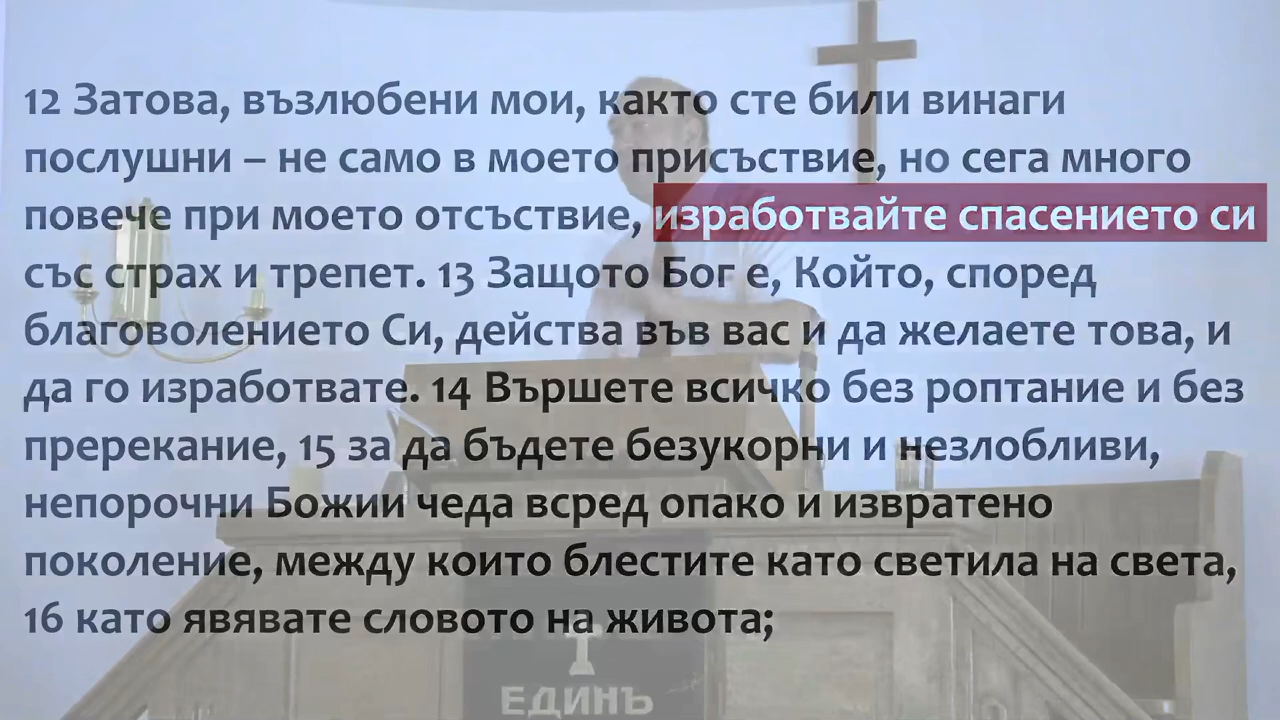 12 Затова, възлюбени мои, както сте били винаги
послушни – не само в моето присъствие, но сега много
повече при моето отсъствие, изработвайте спасението си
със страх и трепет. 13 Защото Бог е, Който, според
благоволението Си, действа във вас и да желаете това, и
да го изработвате. 14 Вършете всичко без роптание и без
пререкание, 15 за да бъдете безукорни и незлобливи,
непорочни Божии чеда всред опако и извратено
поколение, между които блестите като светила на света,
16 като явявате словото на живота;
ЕДИНЪ